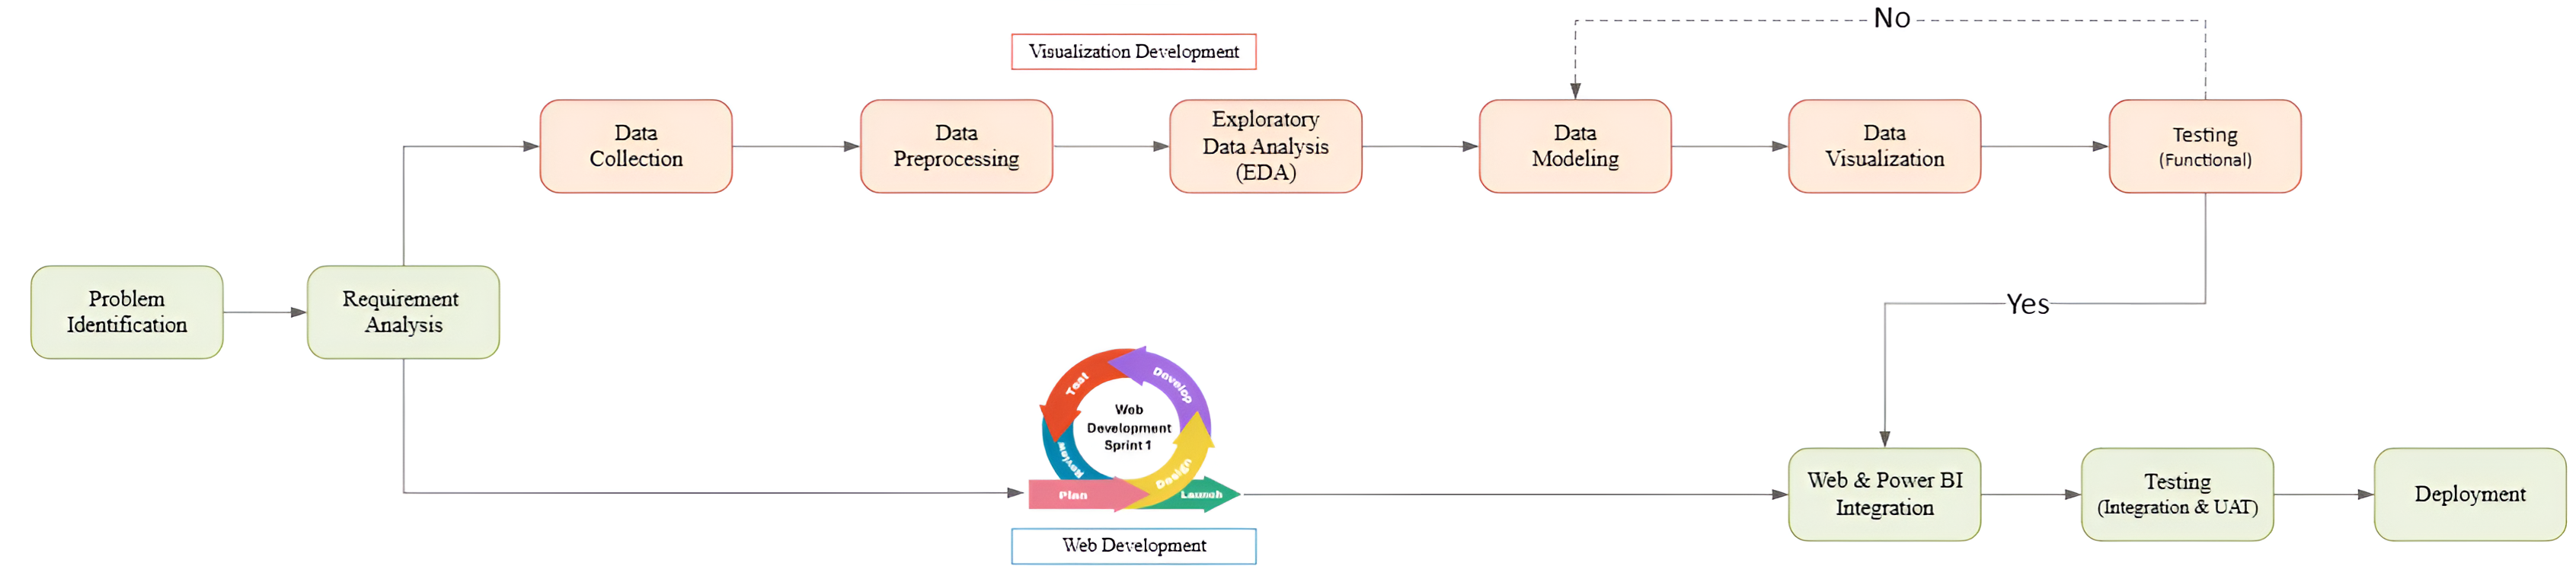 No
Visualization Development
Data
Collection
Data
Preprocessing
Exploratory
Data Analysis
(EDA)
Data
Modeling
Data
Visualization
Testing
(Functional)
Problem
Identification
Requirement
Analysis
Yes
Test
Develop
Web
Development
Sprint 1
Review
Design
Plan
Launch
Web & Power BI
Integration
Testing
(Integration & UAT)
Deployment
Web Development